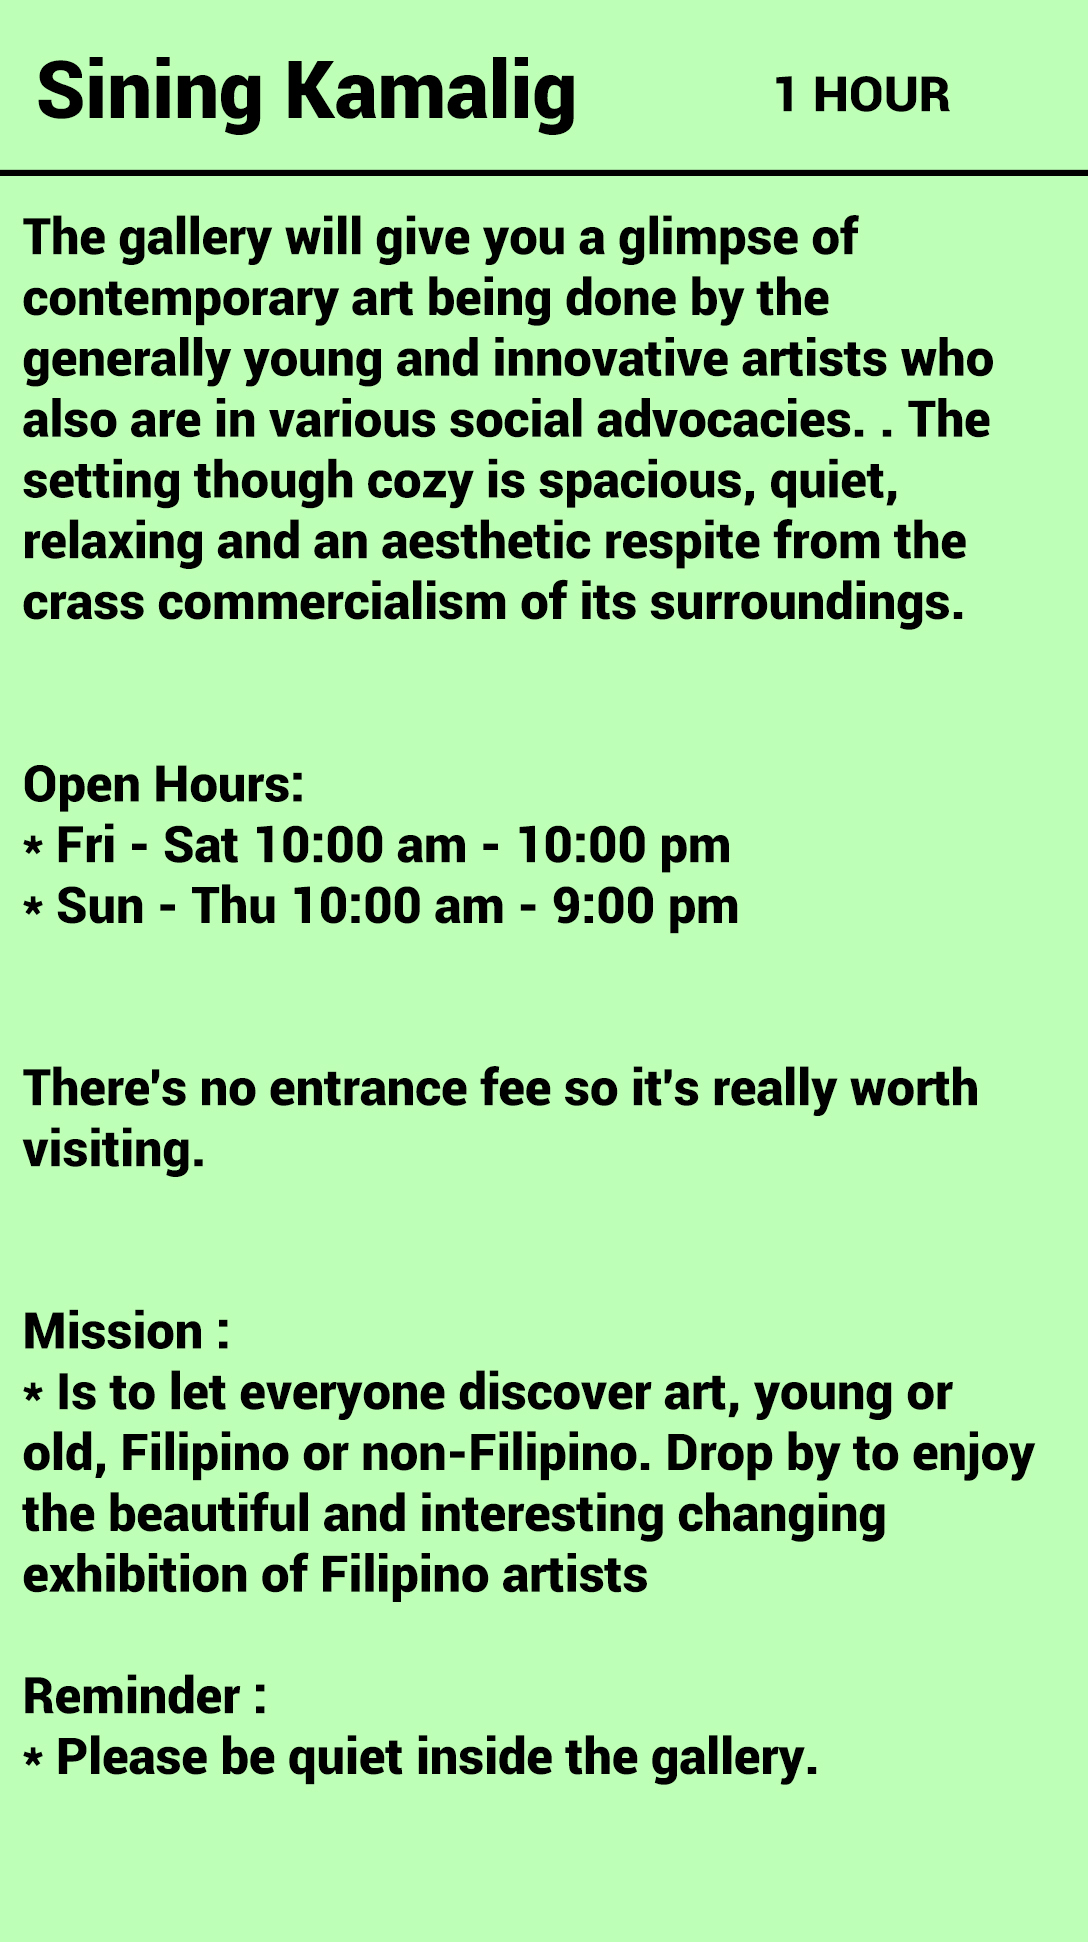 Sining Kamalig 1 HOUR
The gallery will give you a glimpse of
contemporary art being done by the
generally young and innovative artists who
also are in various social advocacies. . The
setting though cozy is spacious, quiet,
relaxing and an aesthetic respite from the
crass commercialism of its surroundings.
Open Hours:
* Fri - Sat 10:00 am - 10:00 pm
* Sun - Thu 10:00 am - 9:00 pm
There's no entrance fee so it's really worth
visiting.
Mission :
* Is to let everyone discover art, young or
old, Filipino or non-Filipino. Drop by to enjoy
the beautiful and interesting changing
exhibition of Filipino artists
Reminder :
* Please be quiet inside the gallery.